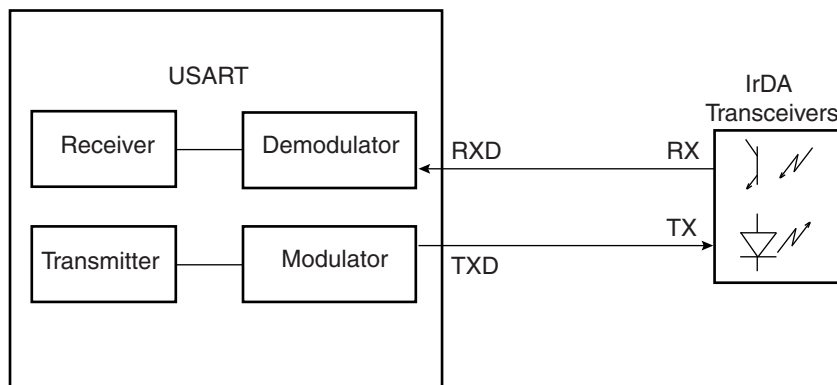 USART
IrDA
Transceivers
Receiver
Demodulator
RXD
RX
Transmitter
Modulator
TXD
TX